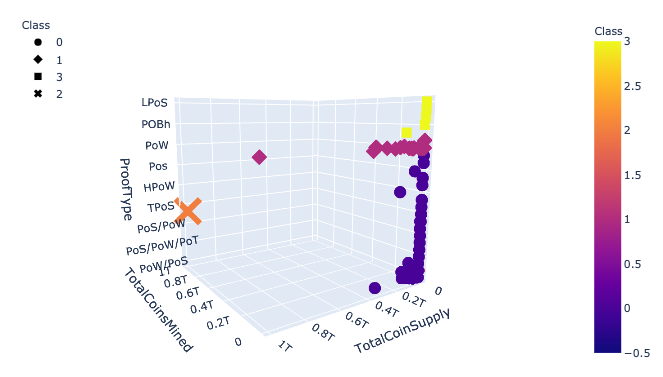 Class
0
1
3
2
Class
3
2.5
2
1.5
1
0.5
0
−0.5
LPoS
POBh
PoW
Pos
HPoW
TPoS
PoS/PoW
PoS/PoW/PoT
PoW/PoS
ProofType
1T
0.8T
0.6T
0.4T
0.2T
0
TotalCoinsMined
1T
0.8T
0.6T
0.4T
0.2T
0
TotalCoinSupply